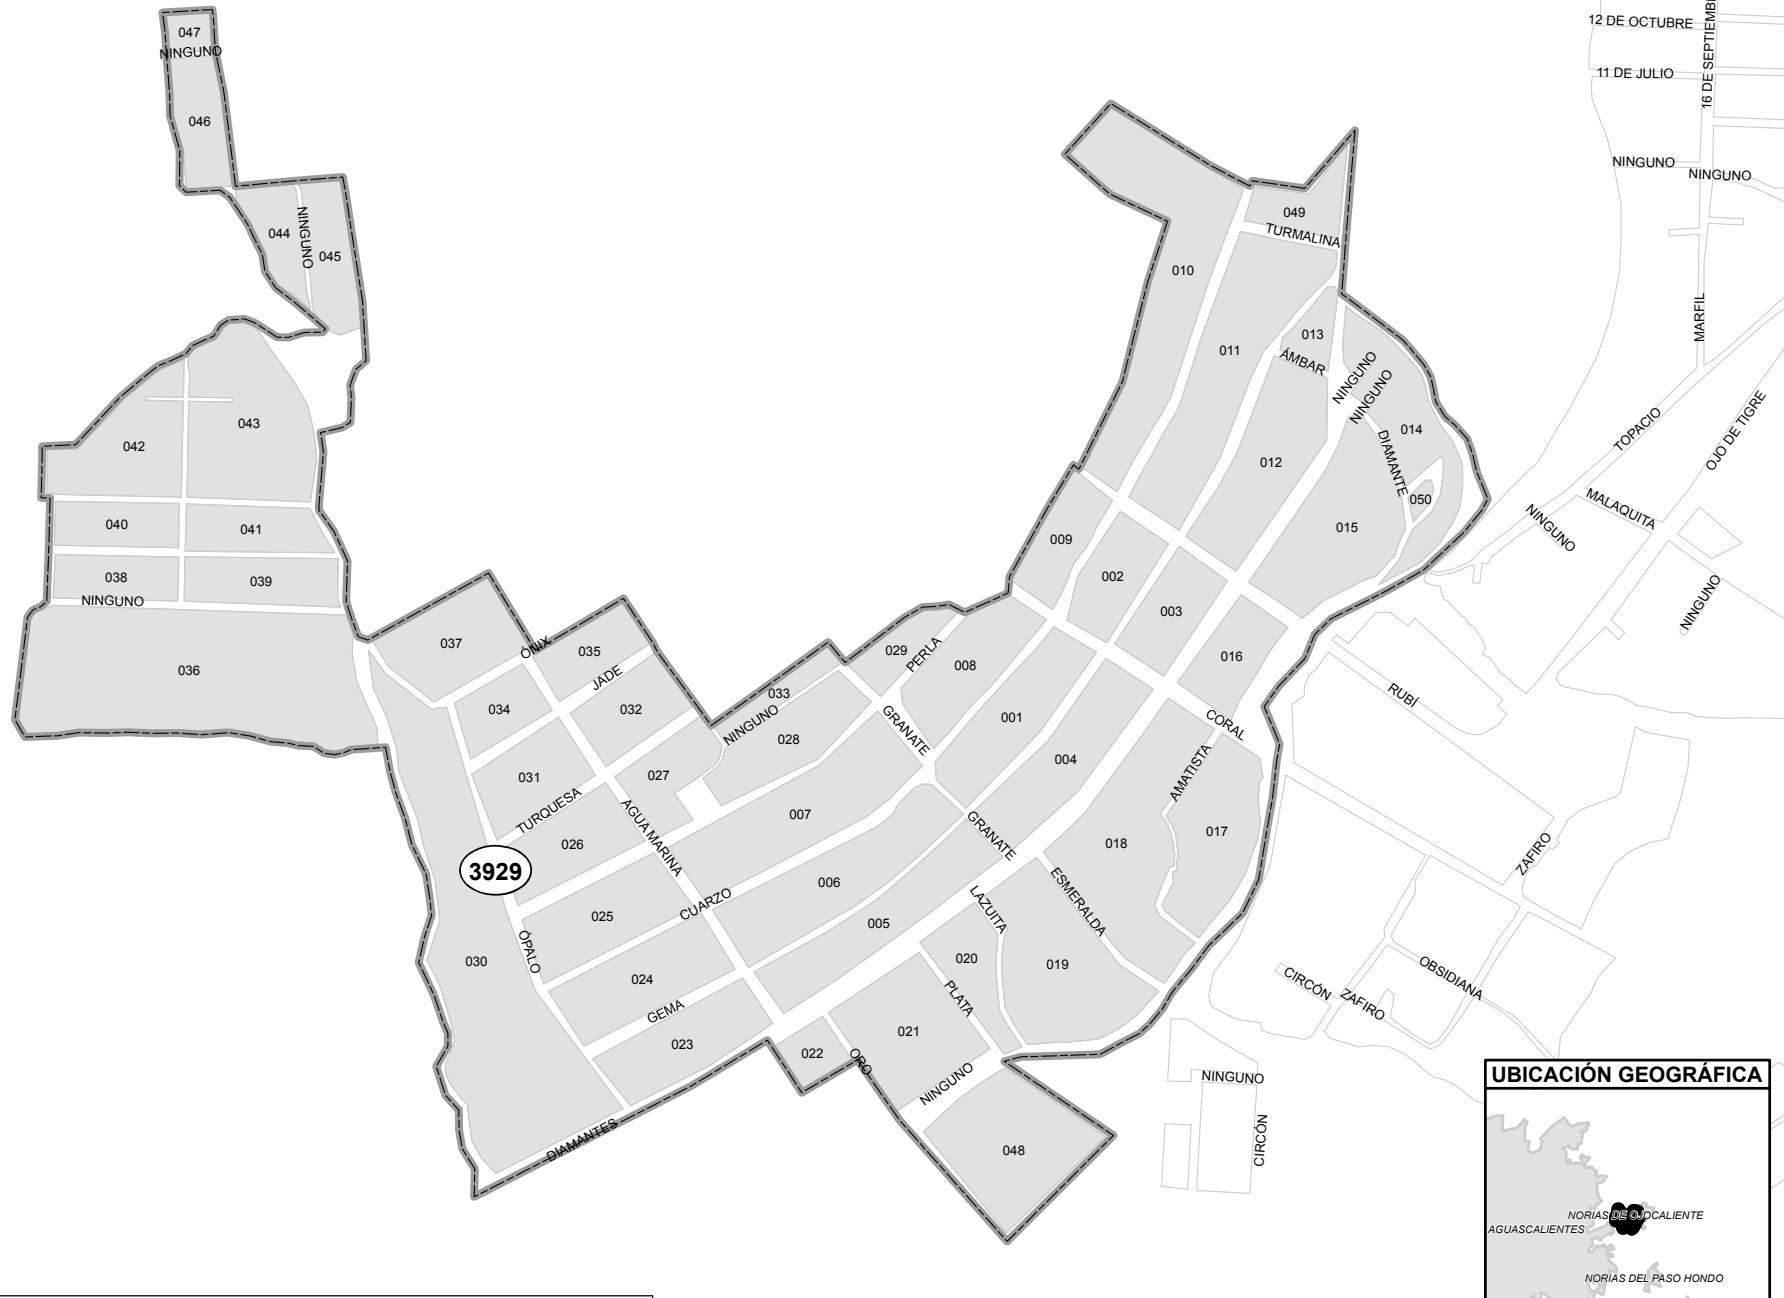 12 DE OCTUBRE
16 DE SEPTIEMB
11 DE JULIO
NINGUNO
NINGUNO
MARFIL
TOPACIO
OJO DE TIGRE
MALAQUITA
NINGUNO
NINGUNO
047
NINGUNO
046
044
NINGUNO
045
049
TURMALINA
010
011
013
ÁMBAR
NINGUNO
NINGUNO
014
DIAMANTE
050
012
015
043
042
040
041
038
039
NINGUNO
036
009
002
003
016
037
ÓNIX
035
JADE
034
032
033
NINGUNO
029
PERLA
008
GRANATE
028
001
CORAL
RUBÍ
031
027
004
AMATISTA
TURQUESA
AGUA MARINA
007
GRANATE
018
017
ZAFIRO
026
3929
006
ESMERALDA
CUARZO
025
005
LAZUITA
ÓPALO
030
024
020
019
PLATA
CIRCÓN
ZAFIRO
OBSIDIANA
GEMA
023
022
ORO
021
NINGUNO
DIAMANTES
048
NINGUNO
CIRCÓN
UBICACIÓN GEOGRÁFICA
NORIAS DE OJOCALIENTE
AGUASCALIENTES
NORIAS DEL PASO HONDO